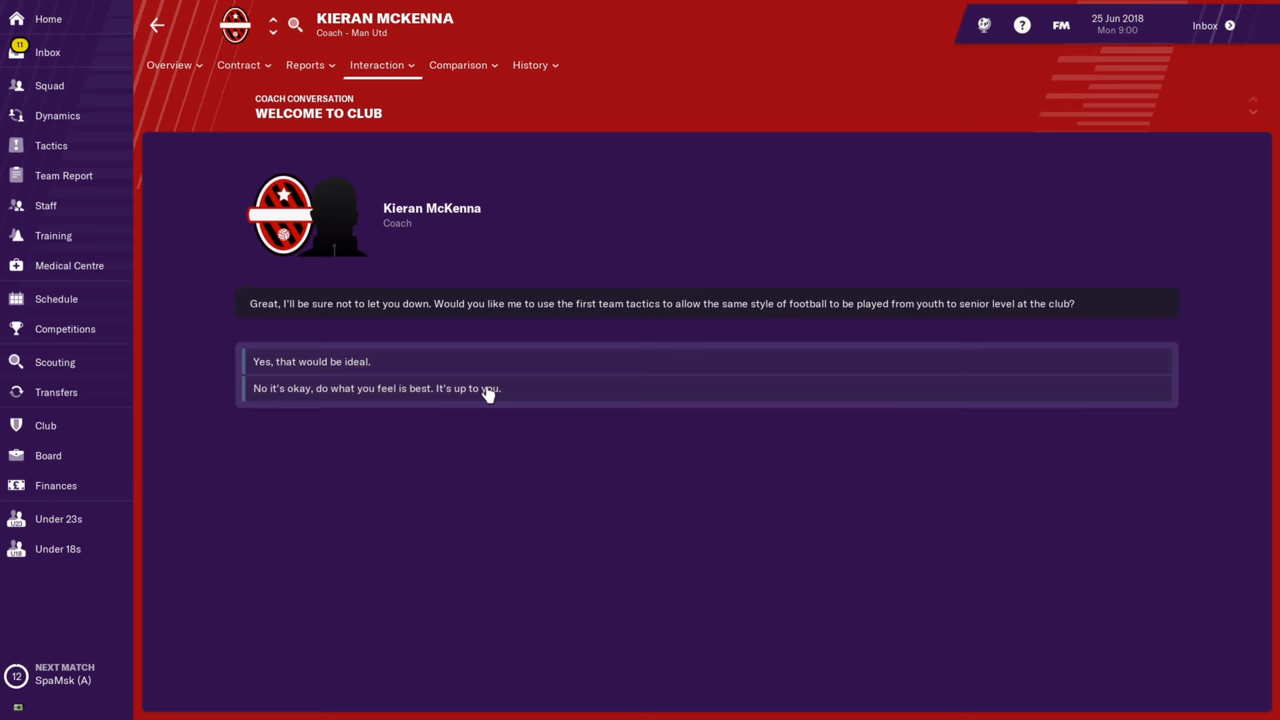 Home
11
Inbox
Squad
Dynamics
Tactics
Team Report
Staff
Training
Medical Centre
Schedule
Competitions
Scouting
Transfers
Club
Board
Finances
U23
Under 23s
U18
Under 18s
12
NEXT MATCH
SpaMsk (A)
KIERAN MCKENNA
Coach - Man Utd
?
FM
25 Jun 2018
Mon 9:00
Inbox
Overview
Contract
Reports
Interaction
Comparison
History
COACH CONVERSATION
WELCOME TO CLUB
Kieran McKenna
Coach
Great, I'll be sure not to let you down. Would you like me to use the first team tactics to allow the same style of football to be played from youth to senior level at the club?
Yes, that would be ideal.
No it's okay, do what you feel is best. It's up to you.